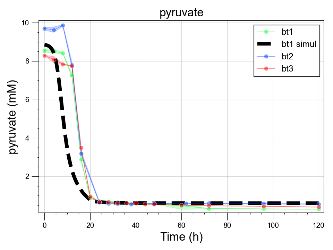 pyruvate
10
8
6
4
2
pyruvate (mM)
bt1
bt1 simul
bt2
bt3
0 20 40 60 80 100 120
Time (h)